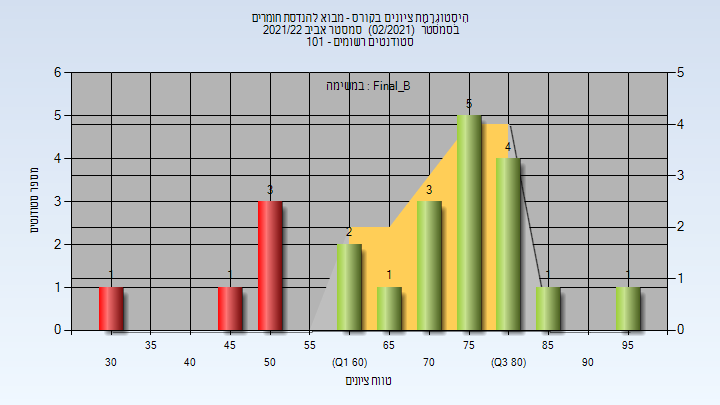 הִיסְטוֹגְרָמַת ציונים בקורס - מבוא להנדסת חומרים
בסמסטר (02/2021) סמסטר אביב 2021/22
סטודנטים רשומים - 101
במשימה : Final_B
מספר סטודנטים
6 5 4 3 2 1 0
5 4 3 2 1 0
1 1 3 2 1 3 5 4 1 1
35 45 55 65 75 85 95
30 40 50 (Q1 60) 70 (Q3 80) 90
טווח ציונים